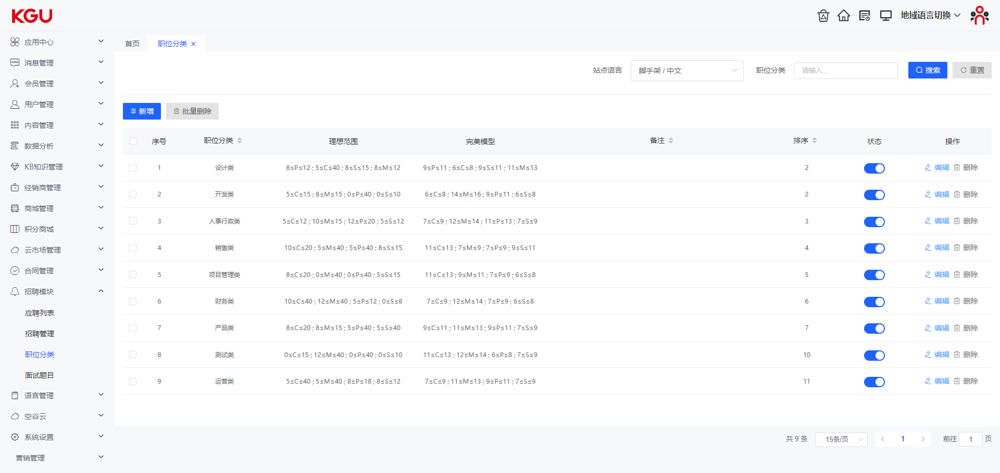 KGU
地域语言切换
应用中心
消息管理
会员管理
用户管理
内容管理
数据分析
KB知识管理
经销商管理
商城管理
积分商城
云市场管理
合同管理
招聘模块
应聘列表
招聘管理
职位分类
面试题目
语言管理
空谷云
系统设置
营销管理
首页 职位分类
站点语言 脚手架 / 中文 职位分类 请输入... 搜索 重置
新增 批量删除
序号 职位分类 理想范围 完美模型 备注 排序 状态 操作
1 设计类 8≤P≤12 ; 5≤C≤40 ; 8≤S≤15 ; 8≤M≤12 9≤P≤11 ; 6≤C≤8 ; 9≤S≤11 ; 11≤M≤13 2 编辑 删除
2 开发类 5≤C≤15 ; 8≤M≤15 ; 0≤P≤40 ; 0≤S≤10 6≤C≤8 ; 14≤M≤16 ; 9≤P≤11 ; 6≤S≤8 2 编辑 删除
3 人事行政类 5≤C≤12 ; 10≤M≤15 ; 12≤P≤20 ; 5≤S≤12 7≤C≤9 ; 12≤M≤14 ; 11≤P≤13 ; 7≤S≤9 3 编辑 删除
4 销售类 10≤C≤20 ; 5≤M≤40 ; 5≤P≤40 ; 8≤S≤15 11≤C≤13 ; 7≤M≤9 ; 7≤P≤9 ; 9≤S≤11 4 编辑 删除
5 项目管理类 8≤C≤20 ; 0≤M≤40 ; 0≤P≤40 ; 5≤S≤15 11≤C≤13 ; 9≤M≤11 ; 7≤P≤9 ; 6≤S≤8 5 编辑 删除
6 财务类 10≤C≤40 ; 12≤M≤40 ; 5≤P≤12 ; 0≤S≤8 7≤C≤9 ; 12≤M≤14 ; 7≤P≤9 ; 6≤S≤8 6 编辑 删除
7 产品类 8≤C≤20 ; 8≤M≤15 ; 5≤P≤40 ; 5≤S≤40 9≤C≤11 ; 11≤M≤13 ; 9≤P≤11 ; 7≤S≤9 7 编辑 删除
8 测试类 0≤C≤15 ; 12≤M≤40 ; 0≤P≤40 ; 0≤S≤10 11≤C≤13 ; 12≤M≤14 ; 6≤P≤8 ; 7≤S≤9 10 编辑 删除
9 运营类 5≤C≤40 ; 5≤M≤40 ; 8≤P≤18 ; 8≤S≤12 7≤C≤9 ; 11≤M≤13 ; 9≤P≤11 ; 7≤S≤9 11 编辑 删除
共 9 条 15条/页 1 前往 1 页